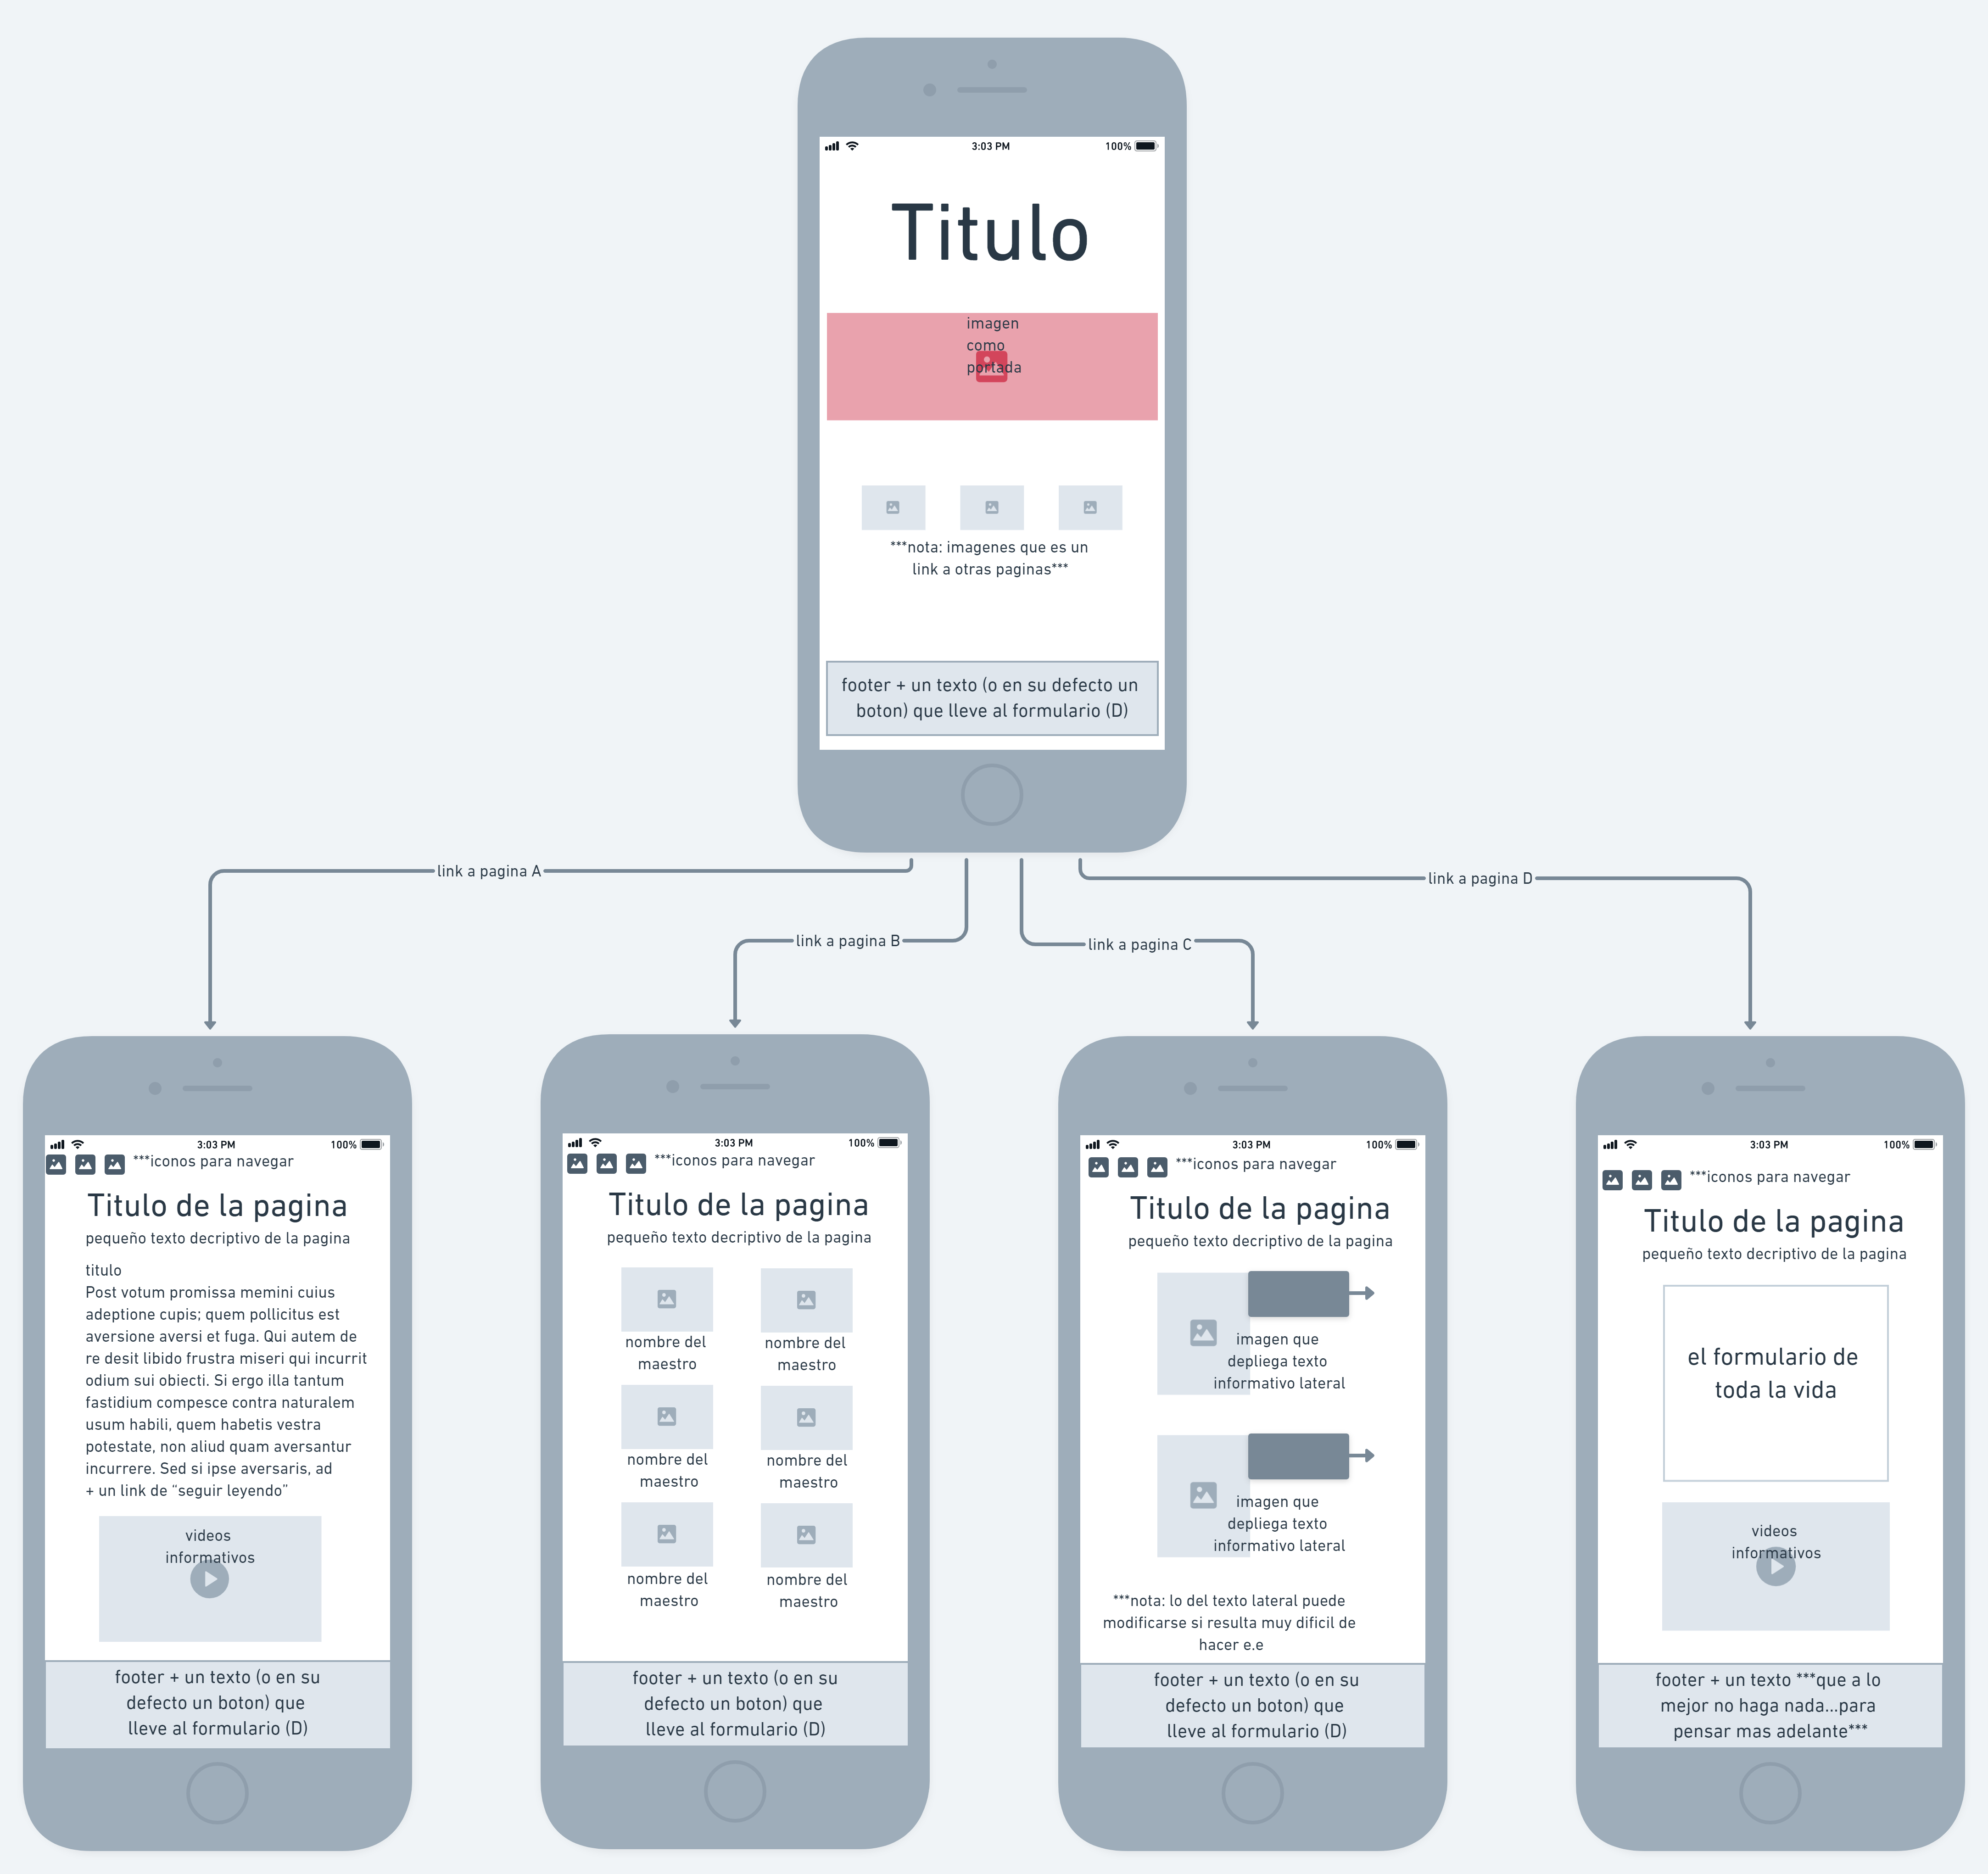 3:03 PM 100%
Titulo
imagen
como
portada
***nota: imagenes que es un
link a otras paginas***
footer + un texto (o en su defecto un
boton) que lleve al formulario (D)
link a pagina A
link a pagina B
link a pagina C
link a pagina D
3:03 PM 100%
***iconos para navegar
Titulo de la pagina
pequeño texto decriptivo de la pagina
titulo
Post votum promissa memini cuius
adeptione cupis; quem pollicitus est
aversione aversi et fuga. Qui autem de
re desit libido frustra miseri qui incurrit
odium sui obiecti. Si ergo illa tantum
fastidium compesce contra naturalem
usum habili, quem habetis vestra
potestate, non aliud quam aversantur
incurrere. Sed si ipse aversaris, ad
+ un link de “seguir leyendo”
videos
informativos
footer + un texto (o en su
defecto un boton) que
lleve al formulario (D)
3:03 PM 100%
***iconos para navegar
Titulo de la pagina
pequeño texto decriptivo de la pagina
nombre del
maestro
nombre del
maestro
nombre del
maestro
nombre del
maestro
nombre del
maestro
nombre del
maestro
footer + un texto (o en su
defecto un boton) que
lleve al formulario (D)
3:03 PM 100%
***iconos para navegar
Titulo de la pagina
pequeño texto decriptivo de la pagina
imagen que
depliega texto
informativo lateral
imagen que
depliega texto
informativo lateral
***nota: lo del texto lateral puede
modificarse si resulta muy dificil de
hacer e.e
footer + un texto (o en su
defecto un boton) que
lleve al formulario (D)
3:03 PM 100%
***iconos para navegar
Titulo de la pagina
pequeño texto decriptivo de la pagina
el formulario de
toda la vida
videos
informativos
footer + un texto ***que a lo
mejor no haga nada...para
pensar mas adelante***